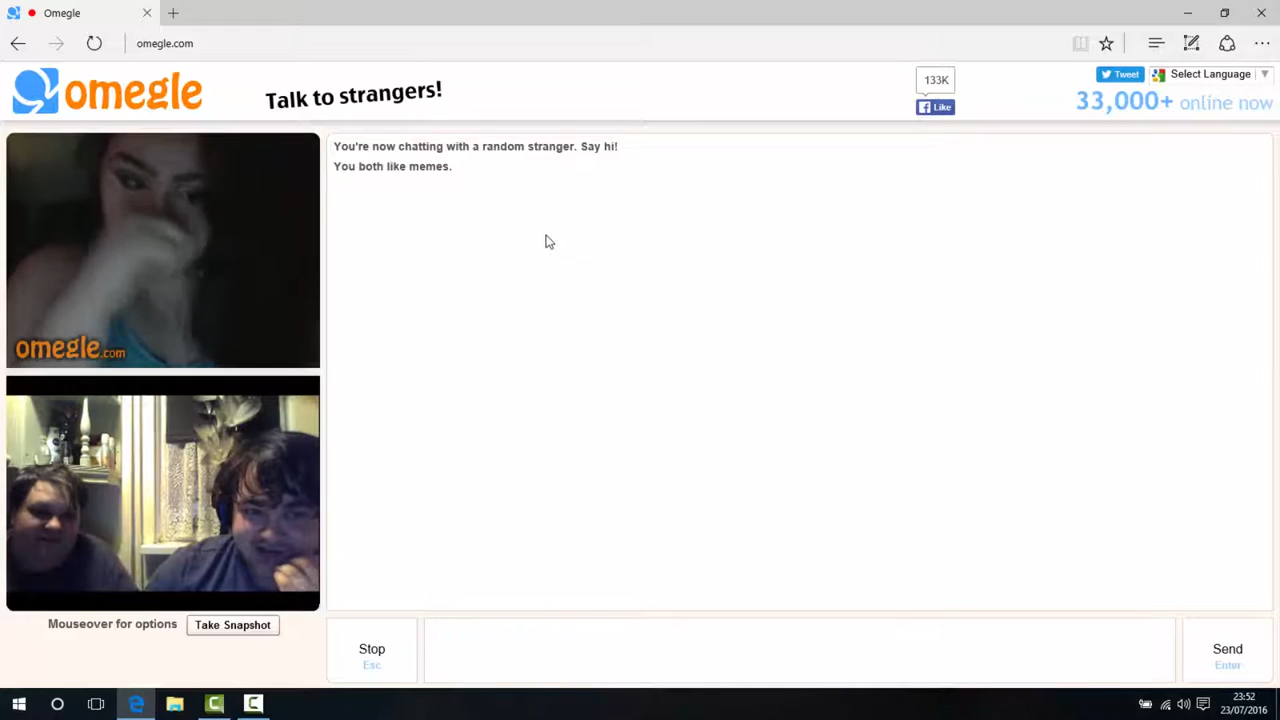 Omegle
omegle.com
omegle
Talk to strangers!
133K
Like
Tweet
Select Language
33,000+ online now
You're now chatting with a random stranger. Say hi!
You both like memes.
omegle.com
Mouseover for options
Take Snapshot
Stop
Esc
Send
Enter
23:52
23/07/2016